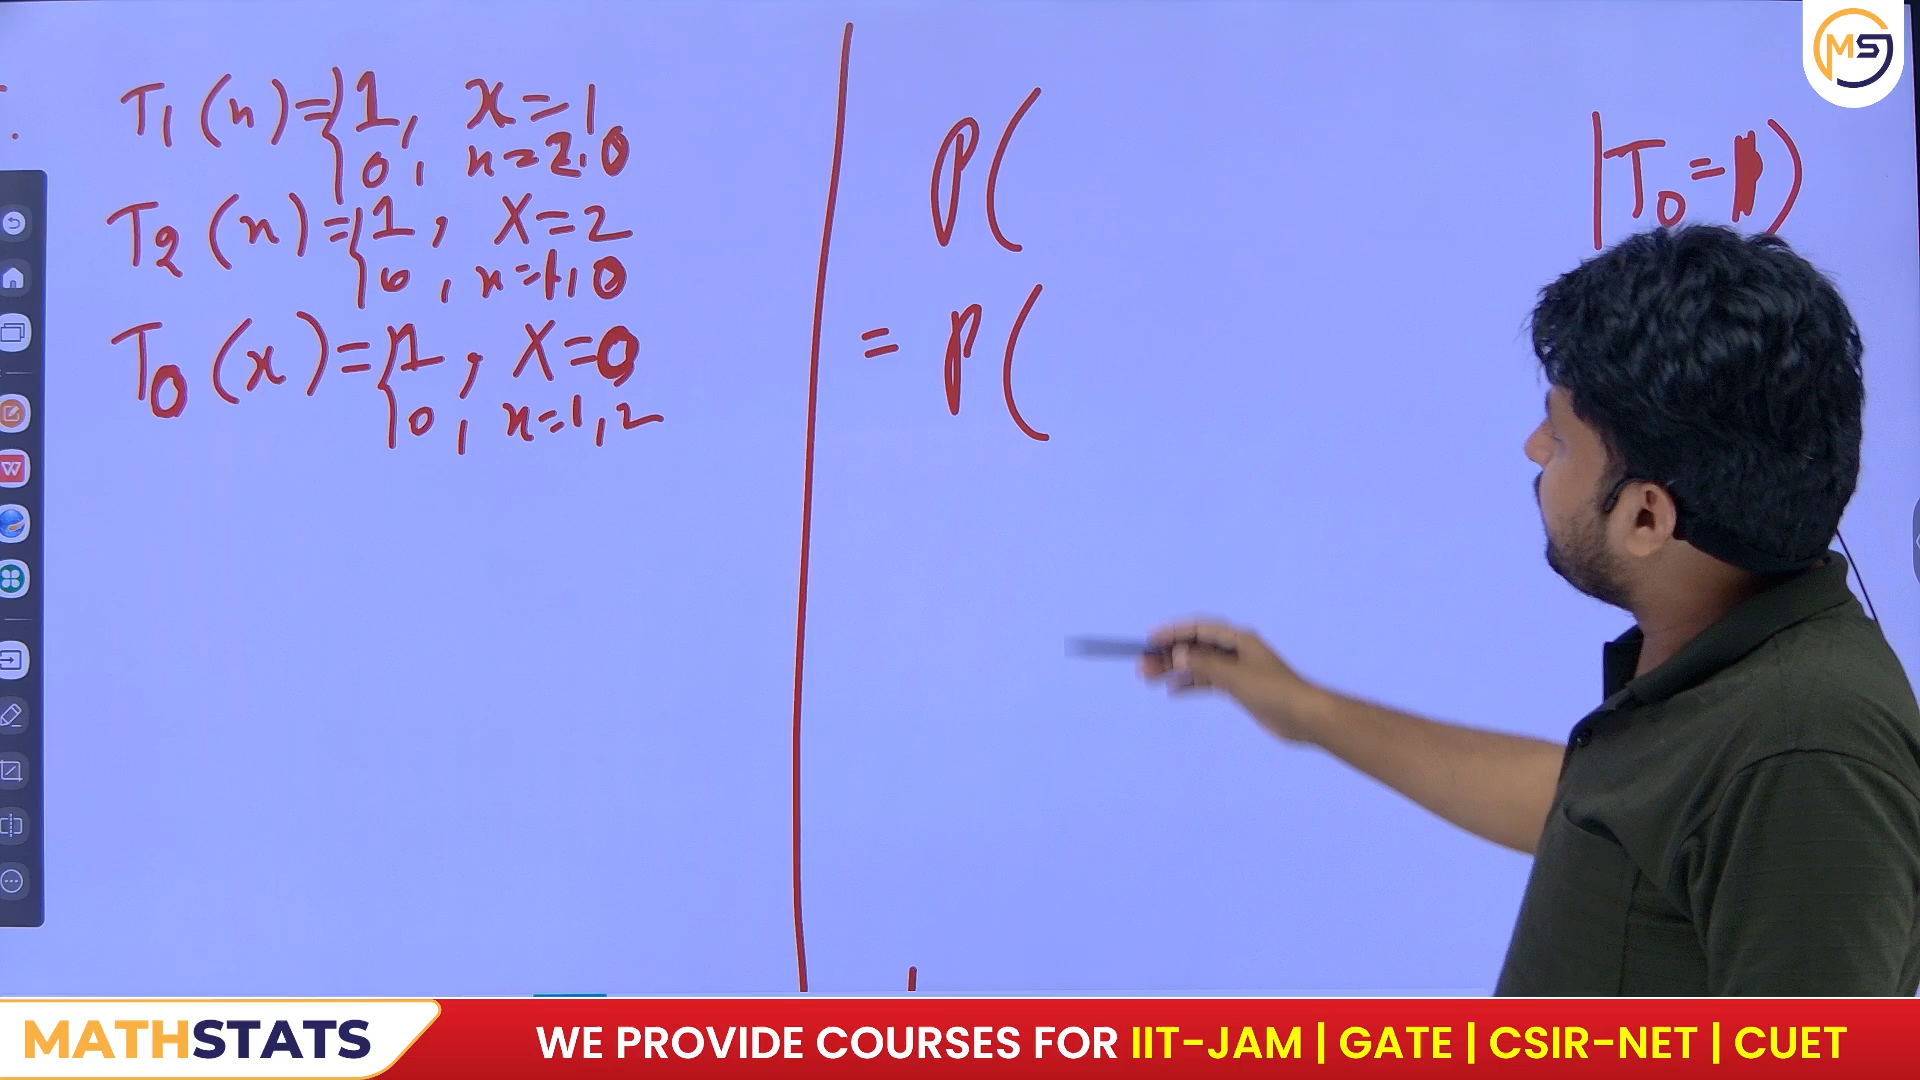 T₁(n)={1, x=1
0, n=2,0
T₂(n)={1, X=2
0, n=1,0
T₀(x)={1, X=0
0, n=1,2
P( |T₀=1)
= P(
MS
W
MATHSTATS
WE PROVIDE COURSES FOR IIT-JAM | GATE | CSIR-NET | CUET